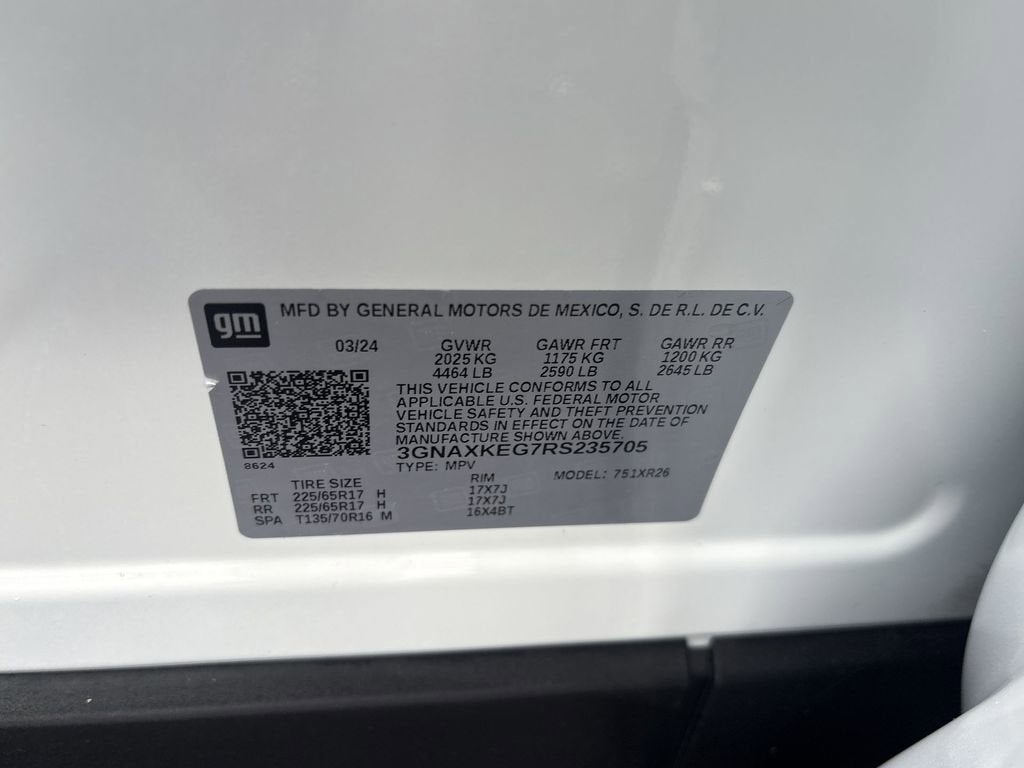 gm MFD BY GENERAL MOTORS DE MEXICO, S. DE R.L. DE C.V.
03/24 GVWR GAWR FRT GAWR RR
2025 KG 1175 KG 1200 KG
4464 LB 2590 LB 2645 LB
THIS VEHICLE CONFORMS TO ALL
APPLICABLE U.S. FEDERAL MOTOR
VEHICLE SAFETY AND THEFT PREVENTION
STANDARDS IN EFFECT ON THE DATE OF
MANUFACTURE SHOWN ABOVE.
3GNAXKEG7RS235705
8624 TYPE: MPV MODEL: 751XR26
TIRE SIZE RIM
FRT 225/65R17 H 17X7J
RR 225/65R17 H 17X7J
SPA T135/70R16 M 16X4BT